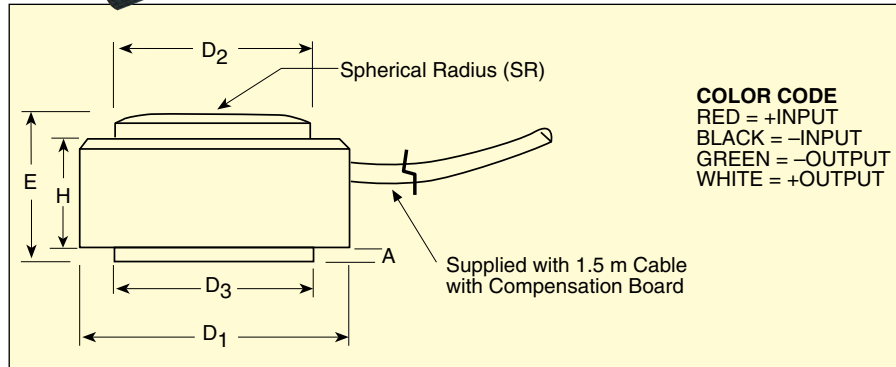 D2
Spherical Radius (SR)
COLOR CODE
RED = +INPUT
BLACK = –INPUT
GREEN = –OUTPUT
WHITE = +OUTPUT
E
H
A
Supplied with 1.5 m Cable
with Compensation Board
D3
D1